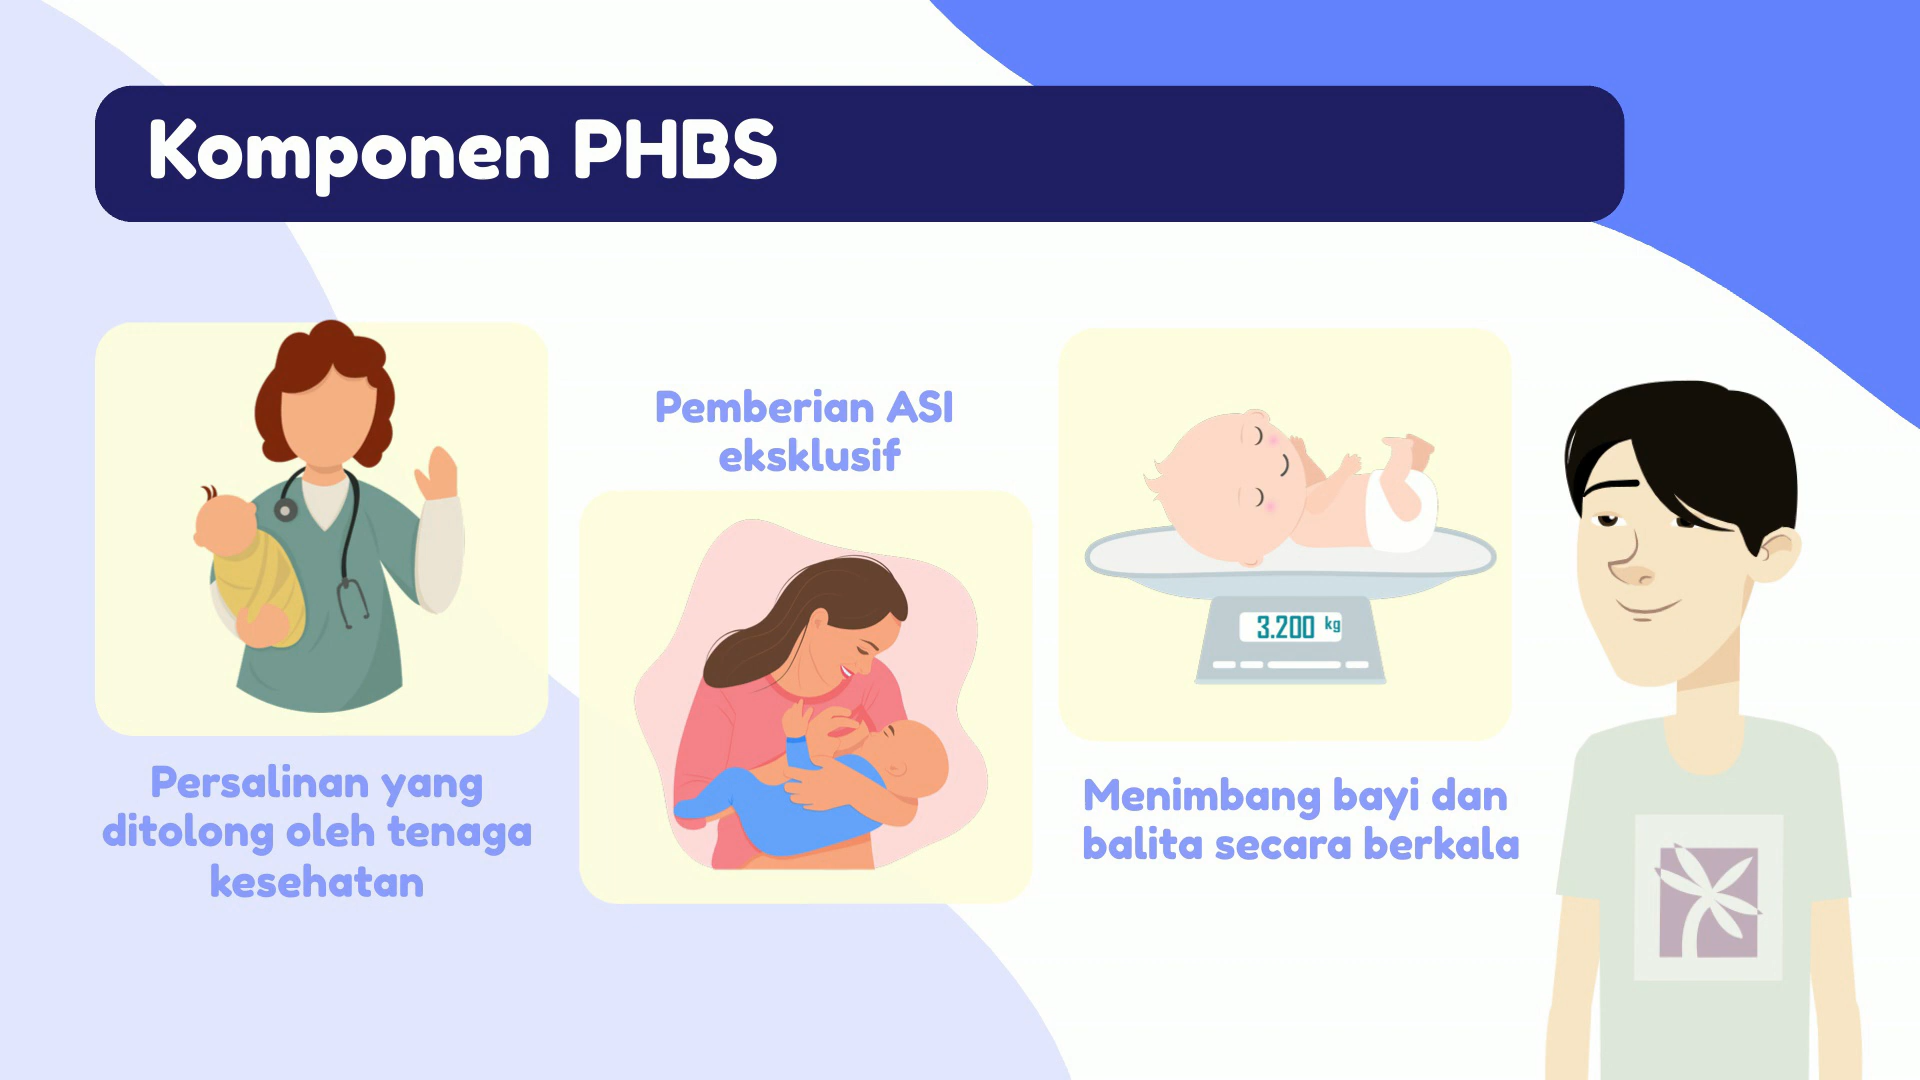 Komponen PHBS
Persalinan yang
ditolong oleh tenaga
kesehatan
Pemberian ASI
eksklusif
3.200 kg
Menimbang bayi dan
balita secara berkala